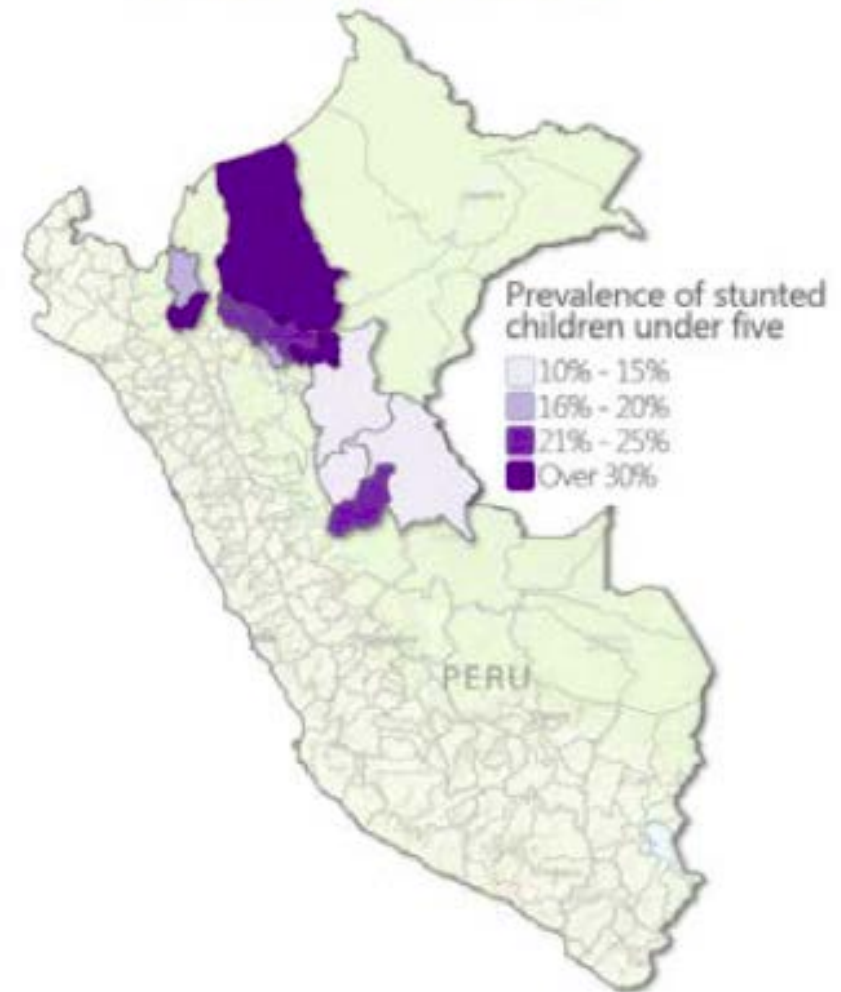 Prevalence of stunted
children under five
10% - 15%
16% - 20%
21% - 25%
Over 30%
PERU